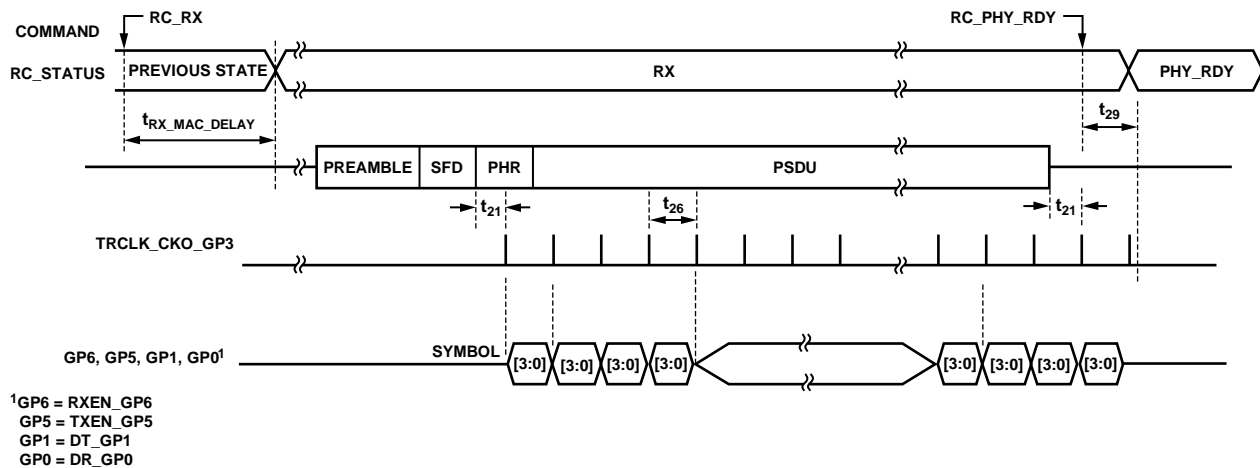 COMMAND
RC_RX
RC_PHY_RDY
RC_STATUS
PREVIOUS STATE
RX
PHY_RDY
tRX_MAC_DELAY
t29
PREAMBLE
SFD
PHR
PSDU
t21
t26
t21
TRCLK_CKO_GP3
GP6, GP5, GP1, GP0¹
SYMBOL
[3:0]
[3:0]
[3:0]
[3:0]
[3:0]
[3:0]
[3:0]
[3:0]
¹GP6 = RXEN_GP6
GP5 = TXEN_GP5
GP1 = DT_GP1
GP0 = DR_GP0